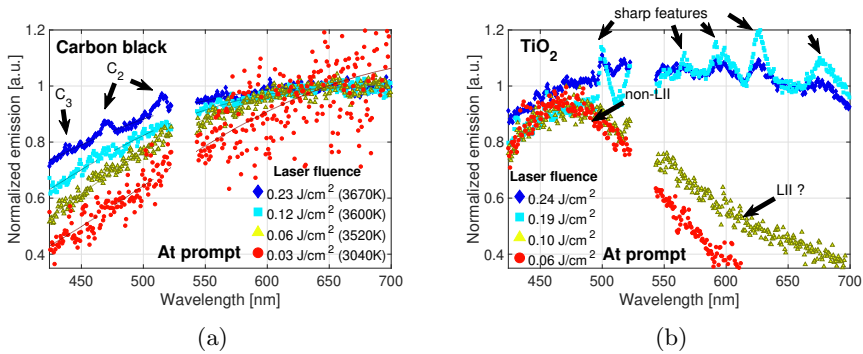 Carbon black
C3
C2
Normalized emission [a.u.]
1.2
1
0.8
0.6
0.4
Laser fluence
0.23 J/cm2 (3670K)
0.12 J/cm2 (3600K)
0.06 J/cm2 (3520K)
0.03 J/cm2 (3040K)
At prompt
450 500 550 600 650 700
Wavelength [nm]
(a)
sharp features
TiO2
non-LII
LII ?
Normalized emission [a.u.]
1.2
1
0.8
0.6
0.4
Laser fluence
0.24 J/cm2
0.19 J/cm2
0.10 J/cm2
0.06 J/cm2
At prompt
450 500 550 600 650 700
Wavelength [nm]
(b)